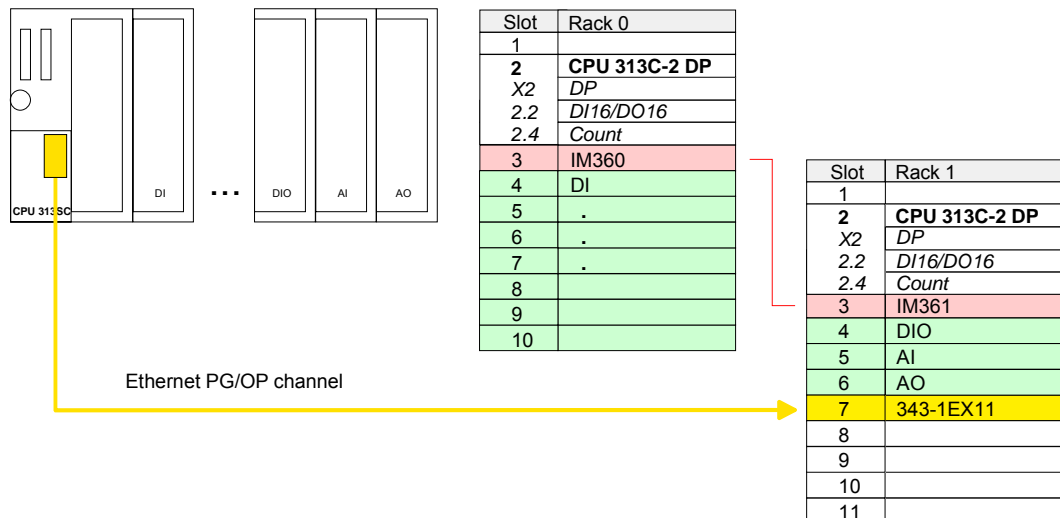 CPU 313SC
DI
...
DIO
AI
AO
Slot Rack 0
1
2 CPU 313C-2 DP
X2 DP
2.2 DI16/DO16
2.4 Count
3 IM360
4 DI
5 .
6 .
7 .
8
9
10
Ethernet PG/OP channel
Slot Rack 1
1
2 CPU 313C-2 DP
X2 DP
2.2 DI16/DO16
2.4 Count
3 IM361
4 DIO
5 AI
6 AO
7 343-1EX11
8
9
10
11